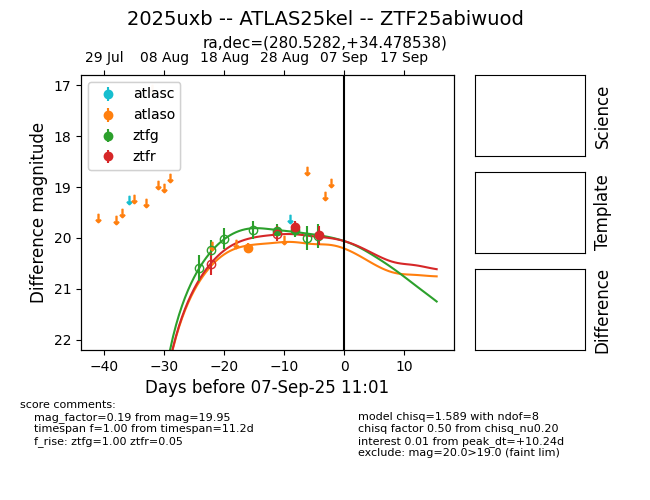 2025uxb -- ATLAS25kel -- ZTF25abiwuod
ra,dec=(280.5282,+34.478538)
29 Jul 08 Aug 18 Aug 28 Aug 07 Sep 17 Sep
17
18
19
20
21
22
Difference magnitude
atlasc
atlaso
ztfg
ztfr
−40 −30 −20 −10 0 10
Days before 07-Sep-25 11:01
Science
Template
Difference
score comments:
mag_factor=0.19 from mag=19.95
timespan f=1.00 from timespan=11.2d
f_rise: ztfg=1.00 ztfr=0.05
model chisq=1.589 with ndof=8
chisq factor 0.50 from chisq_nu0.20
interest 0.01 from peak_dt=+10.24d
exclude: mag=20.0>19.0 (faint lim)